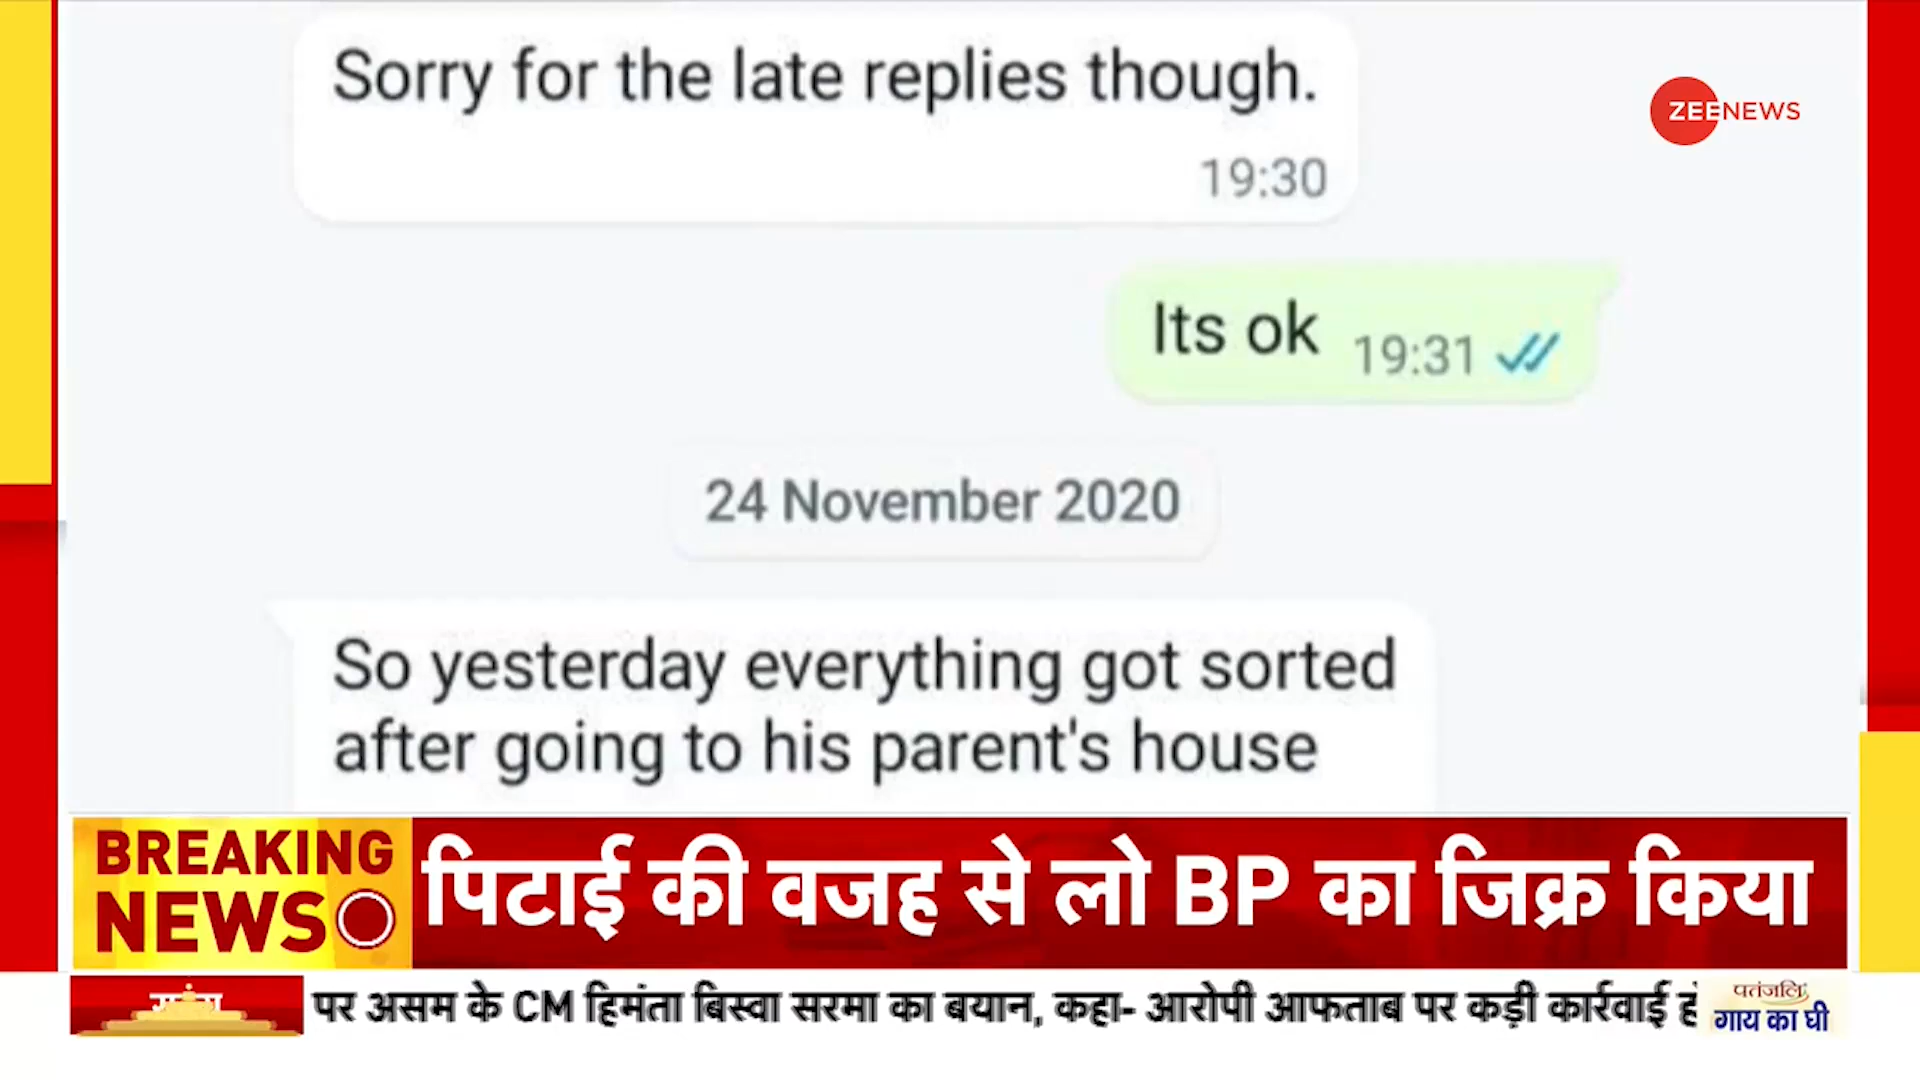 Sorry for the late replies though.
19:30
ZEENEWS
Its ok 19:31
24 November 2020
So yesterday everything got sorted
after going to his parent's house
BREAKING
NEWS
पिटाई की वजह से लो BP का जिक्र किया
पर असम के CM हिमंता बिस्वा सरमा का बयान, कहा- आरोपी आफताब पर कड़ी कार्रवाई
पतंजलि
गाय का घी